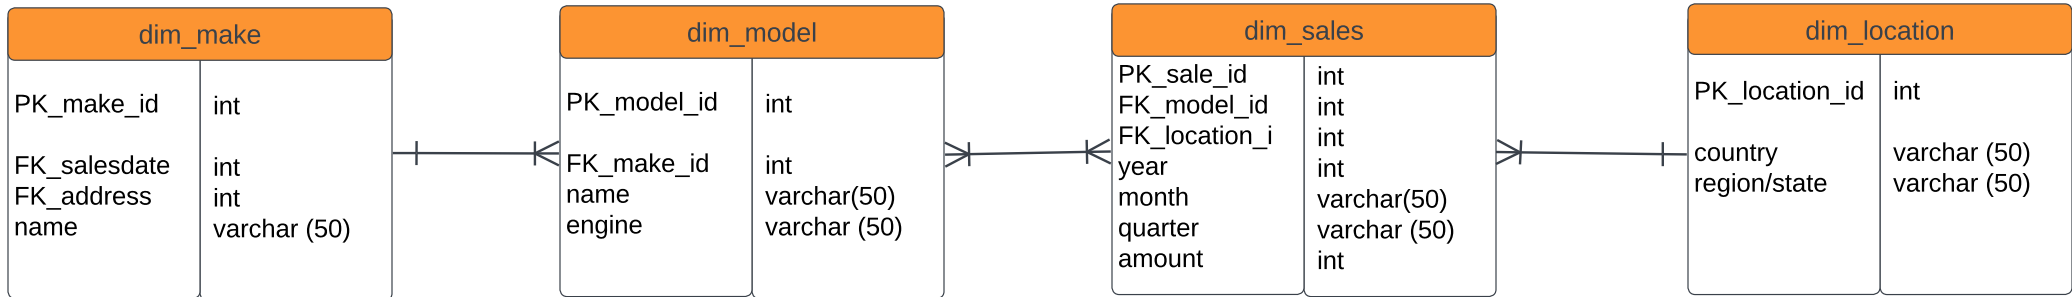 dim_make
PK_make_id int
FK_salesdate int
FK_address int
name varchar (50)
dim_model
PK_model_id int
FK_make_id int
name varchar(50)
engine varchar (50)
dim_sales
PK_sale_id int
FK_model_id int
FK_location_i int
year int
month varchar(50)
quarter varchar (50)
amount int
dim_location
PK_location_id int
country varchar (50)
region/state varchar (50)